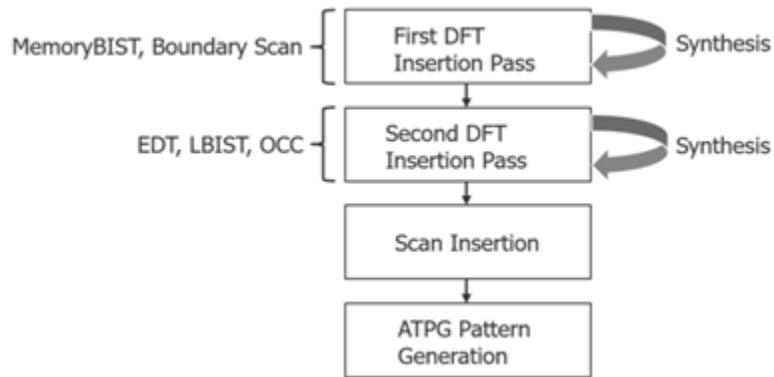 MemoryBIST, Boundary Scan
First DFT
Insertion Pass
Synthesis
EDT, LBIST, OCC
Second DFT
Insertion Pass
Synthesis
Scan Insertion
ATPG Pattern
Generation